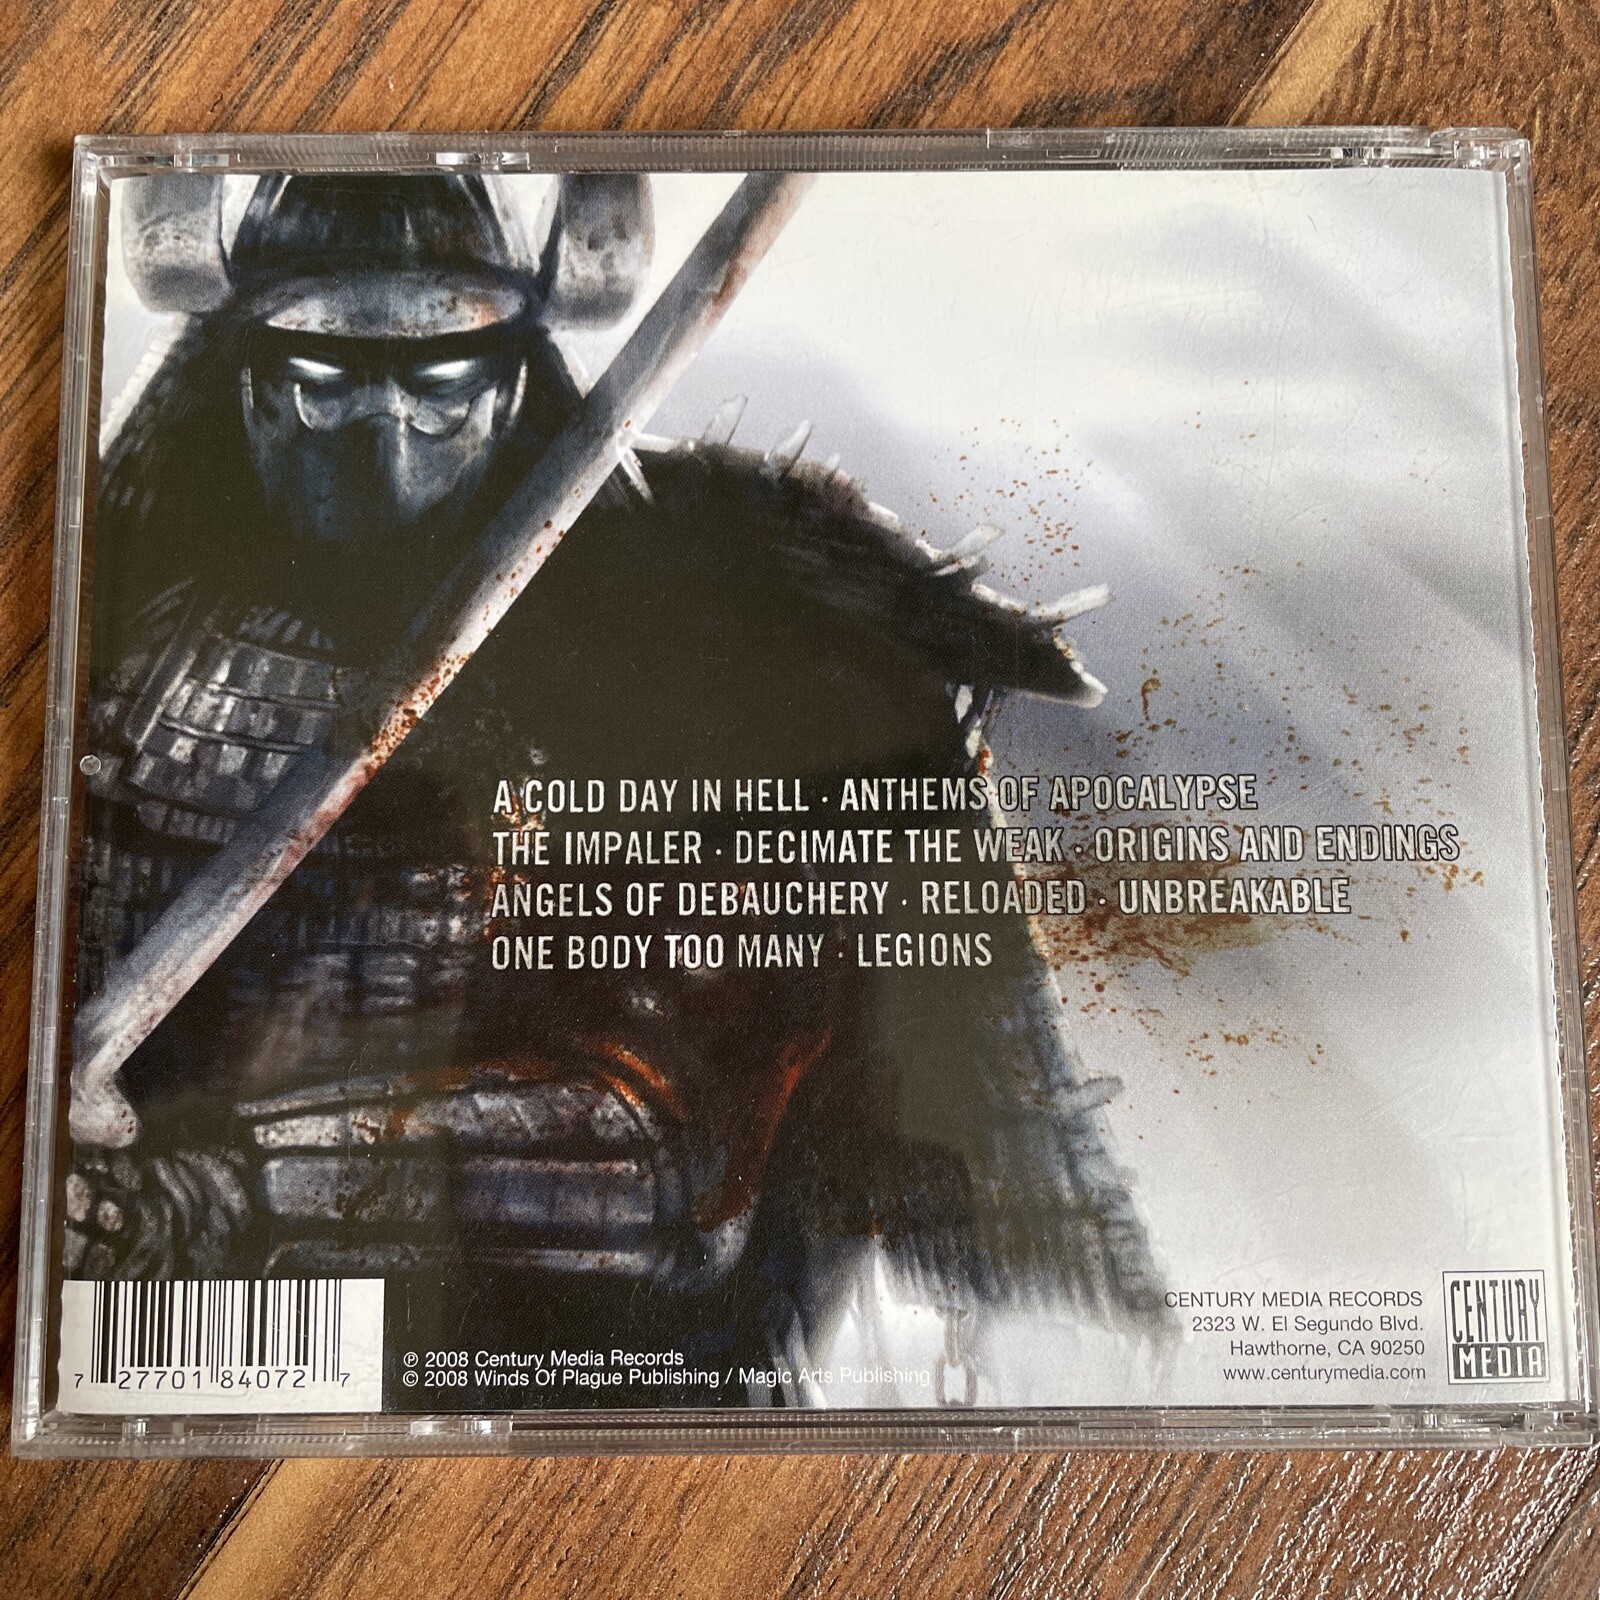 A COLD DAY IN HELL · ANTHEMS OF APOCALYPSE
THE IMPALER · DECIMATE THE WEAK · ORIGINS AND ENDINGS
ANGELS OF DEBAUCHERY · RELOADED · UNBREAKABLE
ONE BODY TOO MANY · LEGIONS
7 27701 84072 7
℗ 2008 Century Media Records
© 2008 Winds Of Plague Publishing / Magic Arts Publishing
CENTURY MEDIA RECORDS
2323 W. El Segundo Blvd.
Hawthorne, CA 90250
www.centurymedia.com
CENTURY
MEDIA